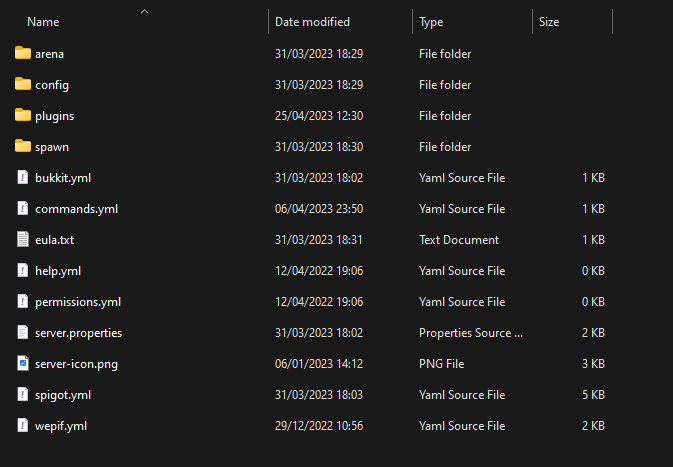 Name Date modified Type Size
arena 31/03/2023 18:29 File folder
config 31/03/2023 18:29 File folder
plugins 25/04/2023 12:30 File folder
spawn 31/03/2023 18:30 File folder
bukkit.yml 31/03/2023 18:02 Yaml Source File 1 KB
commands.yml 06/04/2023 23:50 Yaml Source File 1 KB
eula.txt 31/03/2023 18:31 Text Document 1 KB
help.yml 12/04/2022 19:06 Yaml Source File 0 KB
permissions.yml 12/04/2022 19:06 Yaml Source File 0 KB
server.properties 31/03/2023 18:02 Properties Source ... 2 KB
server-icon.png 06/01/2023 14:12 PNG File 3 KB
spigot.yml 31/03/2023 18:03 Yaml Source File 5 KB
wepif.yml 29/12/2022 10:56 Yaml Source File 2 KB